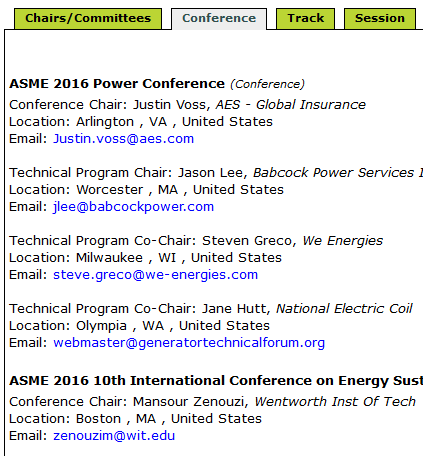 Chairs/Committees Conference Track Session
ASME 2016 Power Conference (Conference)
Conference Chair: Justin Voss, AES - Global Insurance
Location: Arlington , VA , United States
Email: Justin.voss@aes.com
Technical Program Chair: Jason Lee, Babcock Power Services
Location: Worcester , MA , United States
Email: jlee@babcockpower.com
Technical Program Co-Chair: Steven Greco, We Energies
Location: Milwaukee , WI , United States
Email: steve.greco@we-energies.com
Technical Program Co-Chair: Jane Hutt, National Electric Coil
Location: Olympia , WA , United States
Email: webmaster@generatortechnicalforum.org
ASME 2016 10th International Conference on Energy
Conference Chair: Mansour Zenouzi, Wentworth Inst Of Tech
Location: Boston , MA , United States
Email: zenouzim@wit.edu